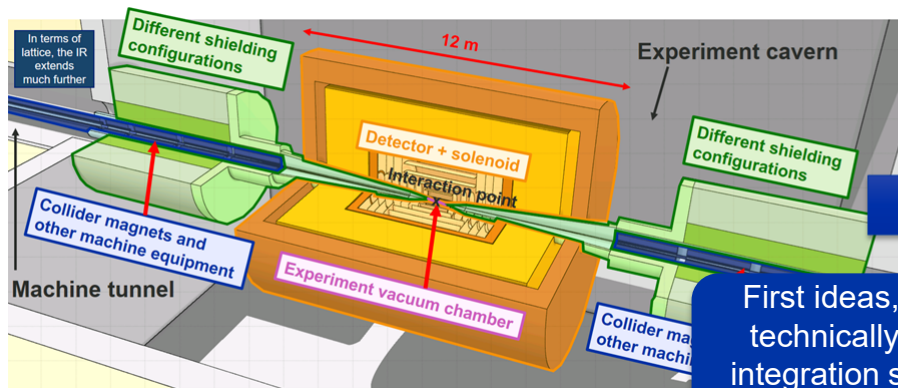 In terms of
lattice, the IR
extends
much further
Different shielding
configurations
12 m
Experiment cavern
Detector + solenoid
Interaction point
x
Different shielding
configurations
Collider magnets and
other machine equipment
Machine tunnel
Experiment vacuum chamber
Collider
other
First ideas,
technically
integration